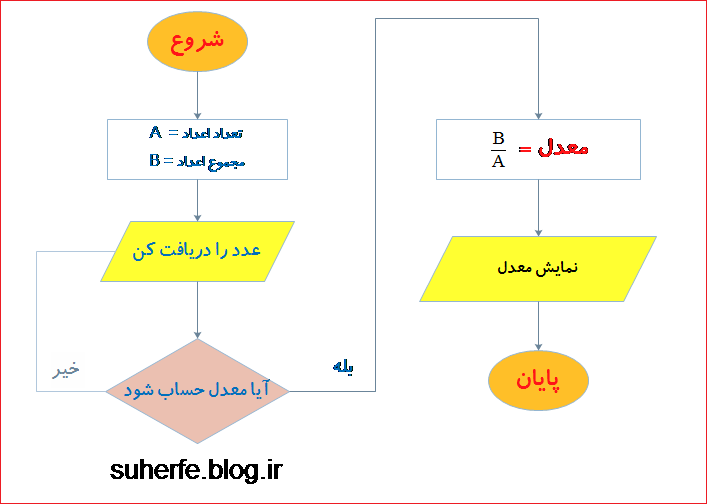 شروع
A = تعداد اعداد
B = مجموع اعداد
عدد را دریافت کن
آیا معدل حساب شود
خیر
بله
معدل = B
A
نمایش معدل
پایان
suherfe.blog.ir